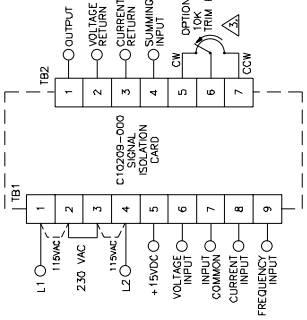 TB2
1
OUTPUT
2
VOLTAGE
RETURN
3
CURRENT
RETURN
4
SUMMING
INPUT
5
CW
6
OPTION
10K
TRIM
7
CCW
3
C10209-000
SIGNAL
ISOLATION
CARD
TB1
1
L1
115VAC
2
230 VAC
3
115VAC
4
L2
5
+15VDC
6
VOLTAGE
INPUT
7
INPUT
COMMON
8
CURRENT
INPUT
9
FREQUENCY
INPUT